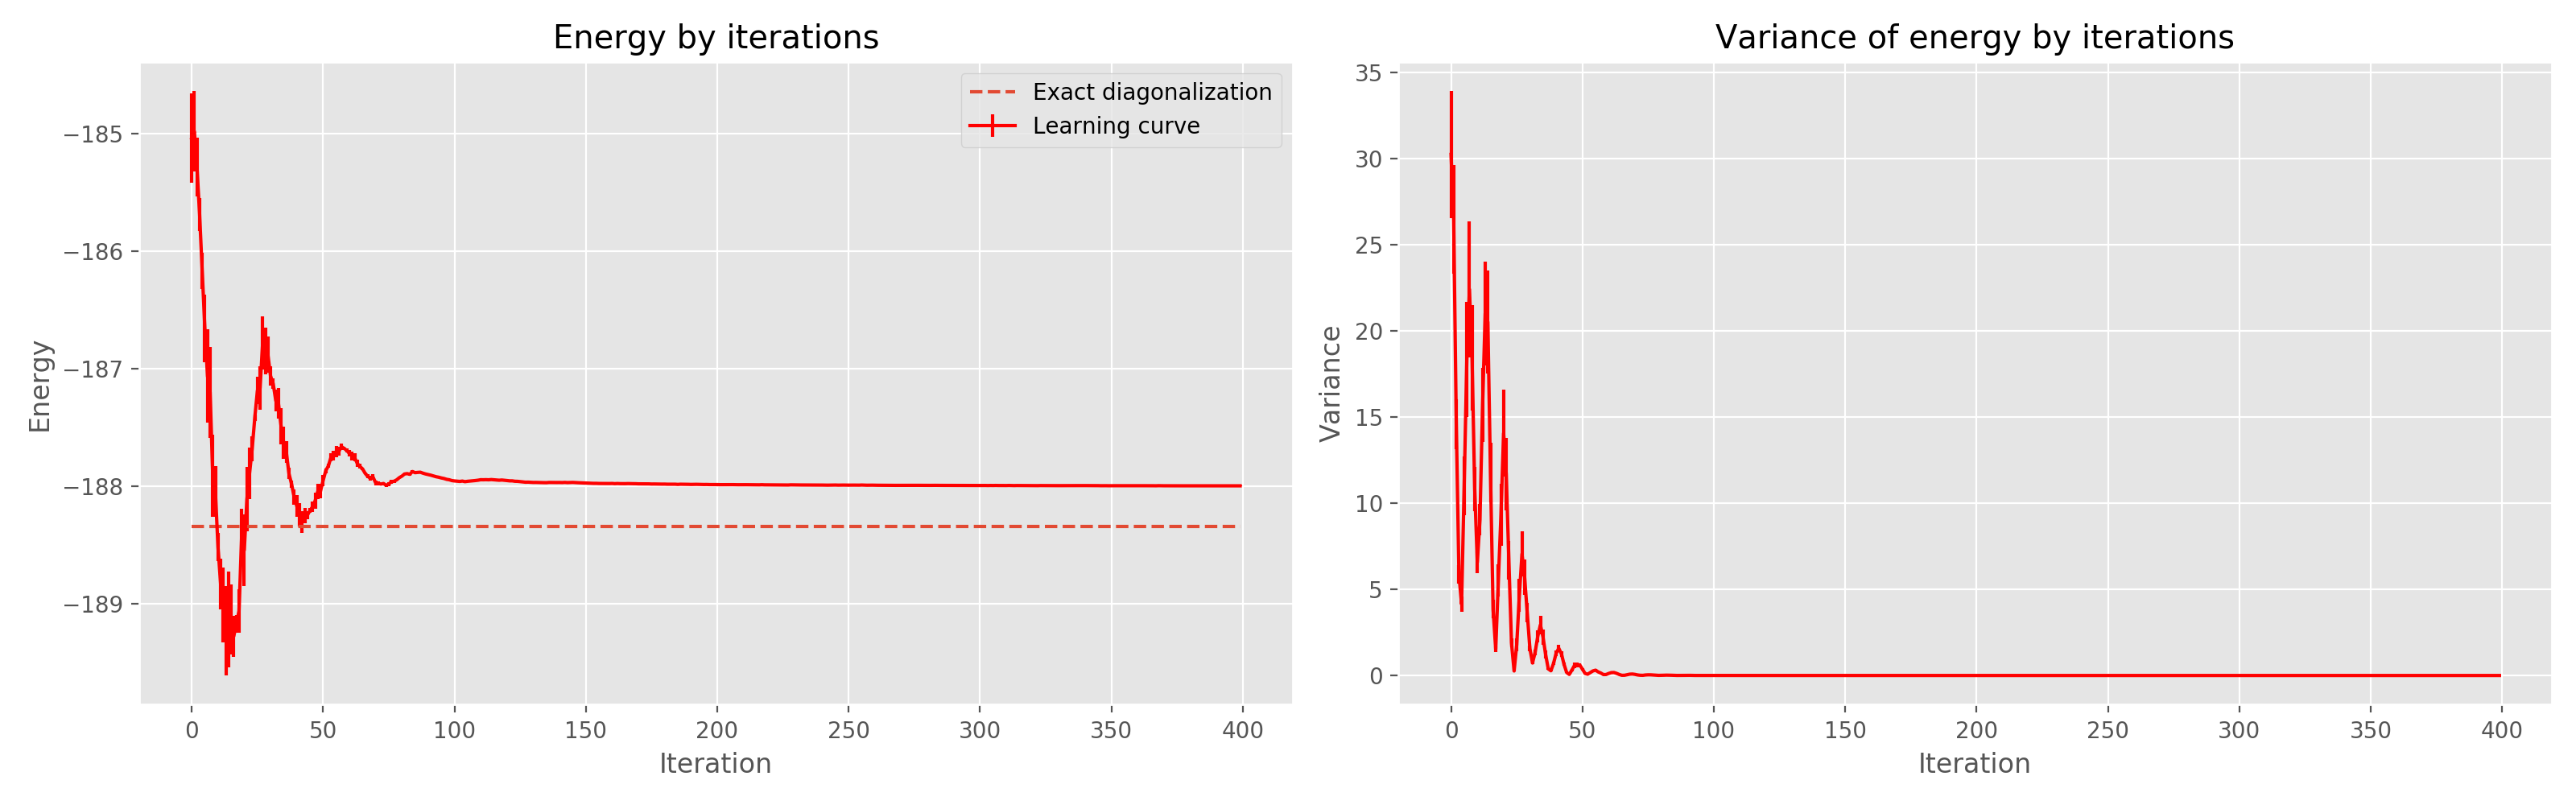 Energy by iterations
Exact diagonalization
Learning curve
−185
−186
−187
−188
−189
Energy
0 50 100 150 200 250 300 350 400
Iteration
Variance of energy by iterations
35
30
25
20
15
10
5
0
Variance
0 50 100 150 200 250 300 350 400
Iteration